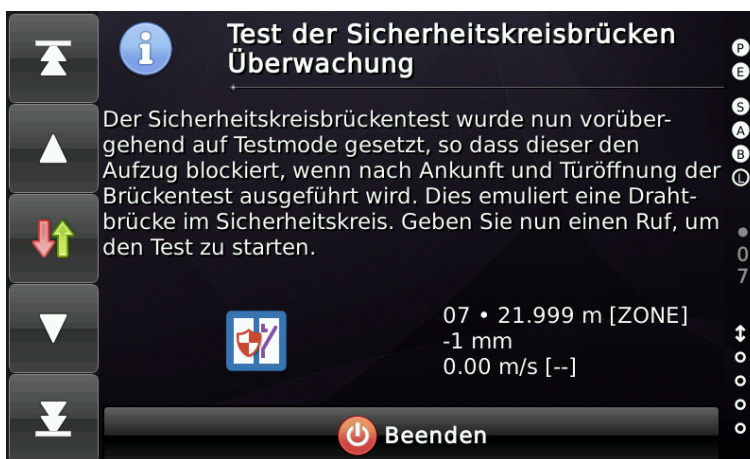 Test der Sicherheitskreisbrücken
Überwachung
Der Sicherheitskreisbrückentest wurde nun vorüber-
gehend auf Testmode gesetzt, so dass dieser den
Aufzug blockiert, wenn nach Ankunft und Türöffnung der
Brückentest ausgeführt wird. Dies emuliert eine Draht-
brücke im Sicherheitskreis. Geben Sie nun einen Ruf, um
den Test zu starten.
07 • 21.999 m [ZONE]
-1 mm
0.00 m/s [--]
Beenden
P
E
S
A
B
L
0
7